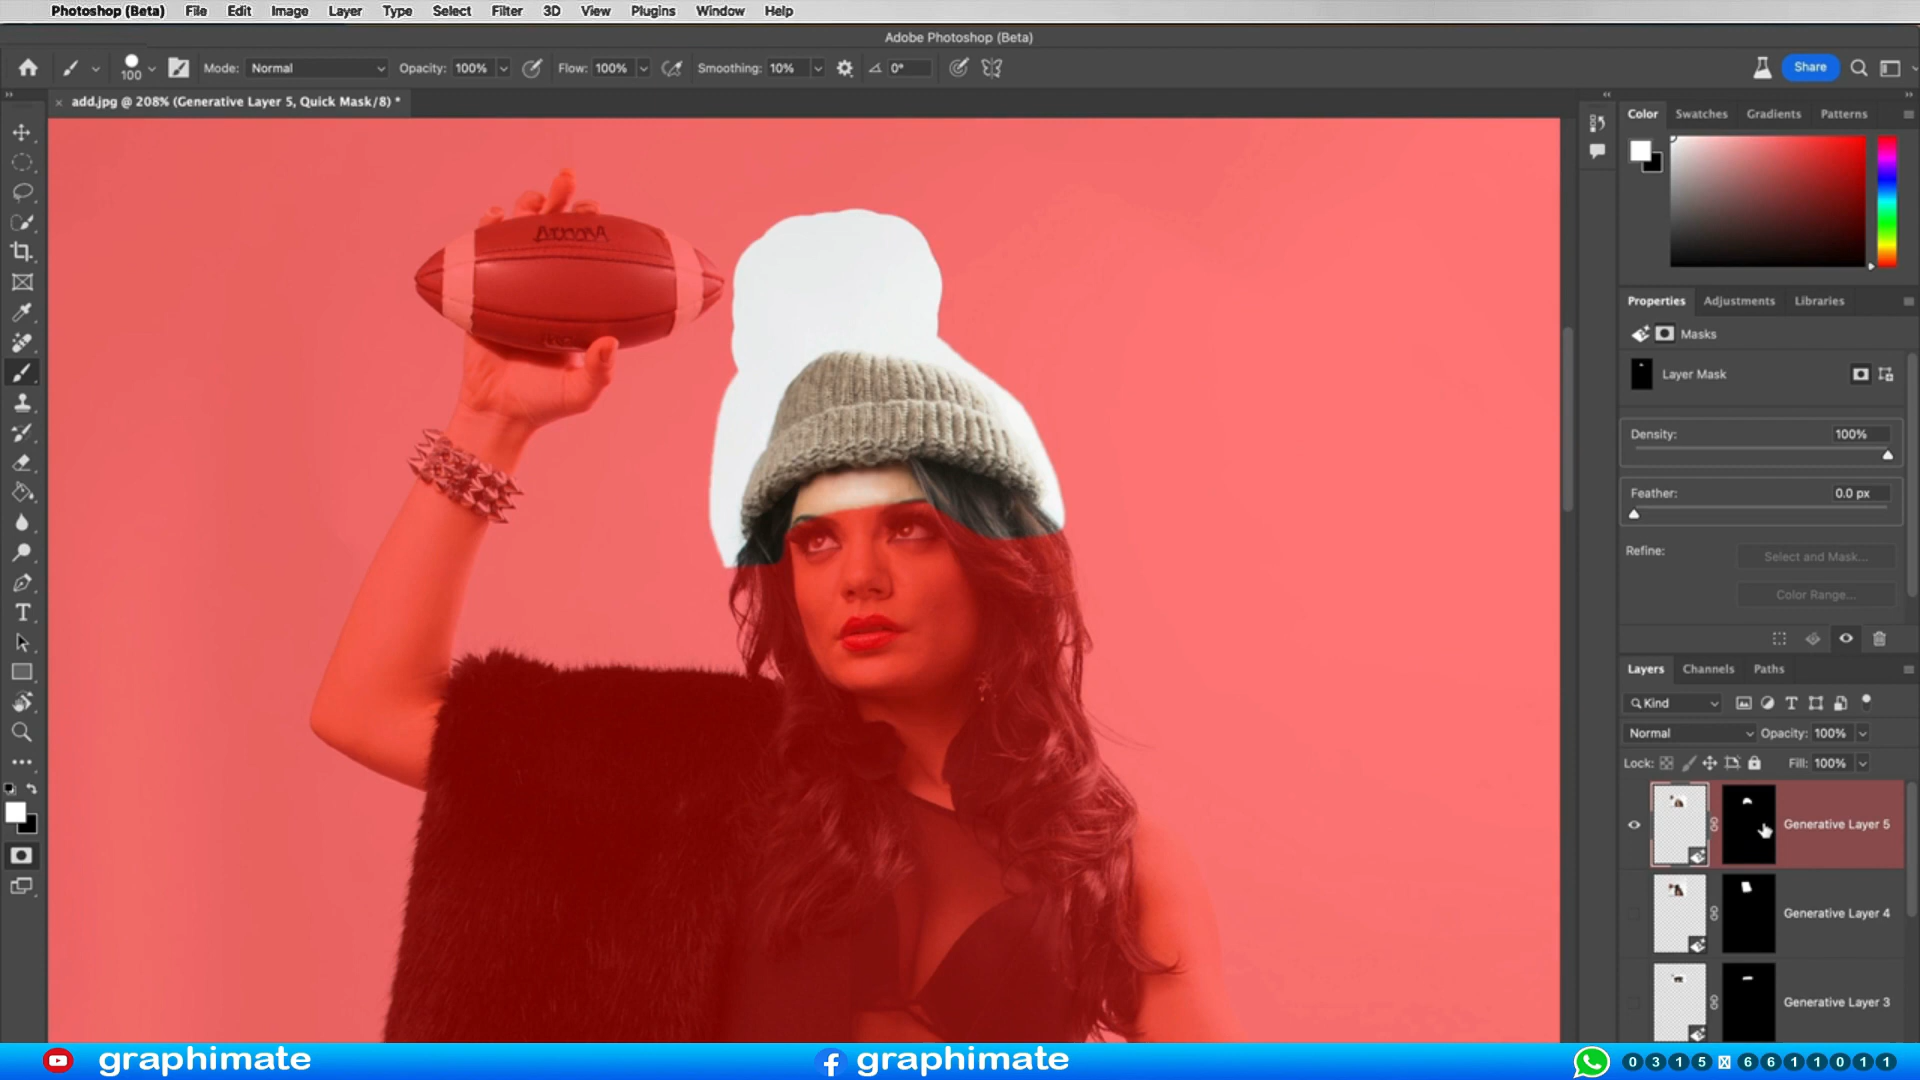 Photoshop (Beta) File Edit Image Layer Type Select Filter 3D View Plugins Window Help
Adobe Photoshop (Beta)
100 Mode: Normal Opacity: 100% Flow: 100% Smoothing: 10% 0° Share
add.jpg @ 208% (Generative Layer 5, Quick Mask/8) *
Color Swatches Gradients Patterns
Properties Adjustments Libraries
Masks
Layer Mask
Density: 100%
Feather: 0.0 px
Refine: Select and Mask...
Color Range...
Layers Channels Paths
Kind
Normal Opacity: 100%
Lock: Fill: 100%
Generative Layer 5
Generative Layer 4
Generative Layer 3
graphimate graphimate 0315 6611011